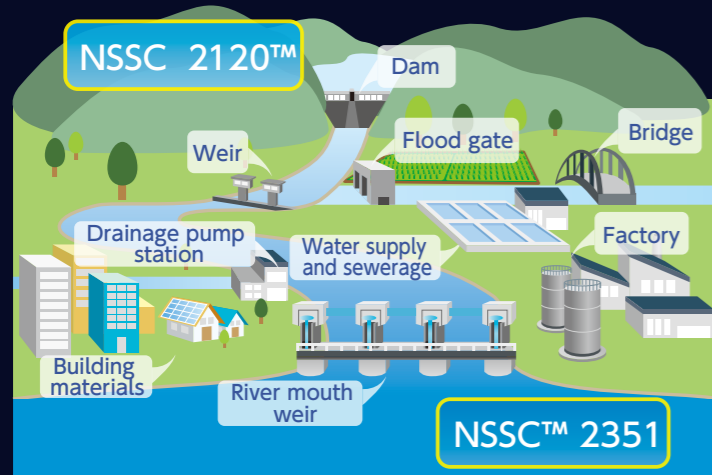 NSSC 2120™
Dam
Weir
Flood gate
Bridge
Drainage pump
station
Water supply
and sewerage
Factory
Building
materials
River mouth
weir
NSSC™ 2351